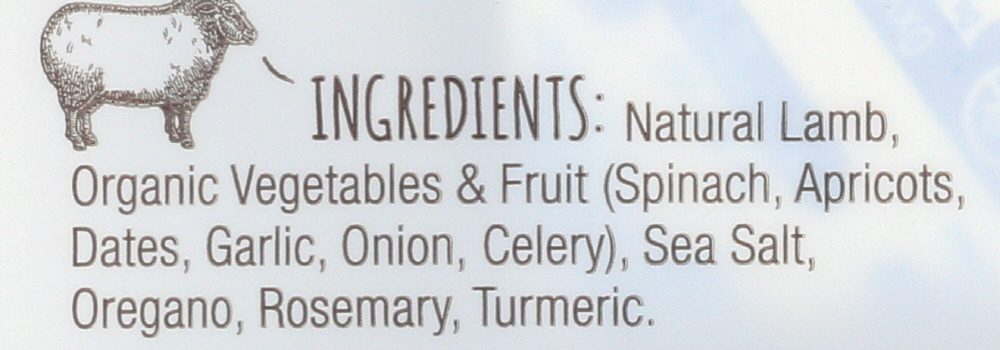 INGREDIENTS: Natural Lamb,
Organic Vegetables & Fruit (Spinach, Apricots,
Dates, Garlic, Onion, Celery), Sea Salt,
Oregano, Rosemary, Turmeric.